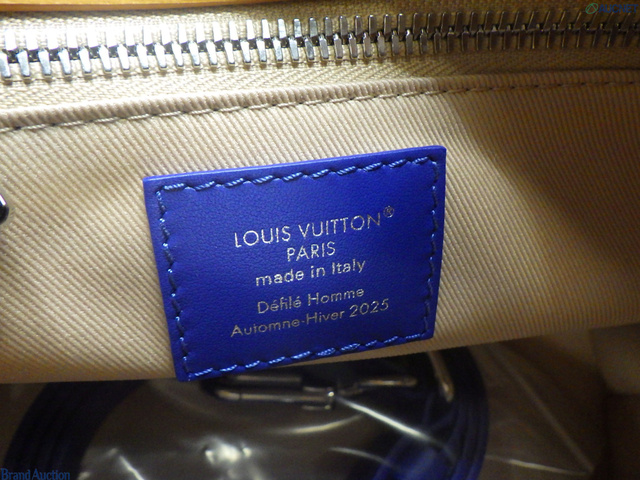 LOUIS VUITTON®
PARIS
made in Italy
Défilé Homme
Automne-Hiver 2025
Brand Auction